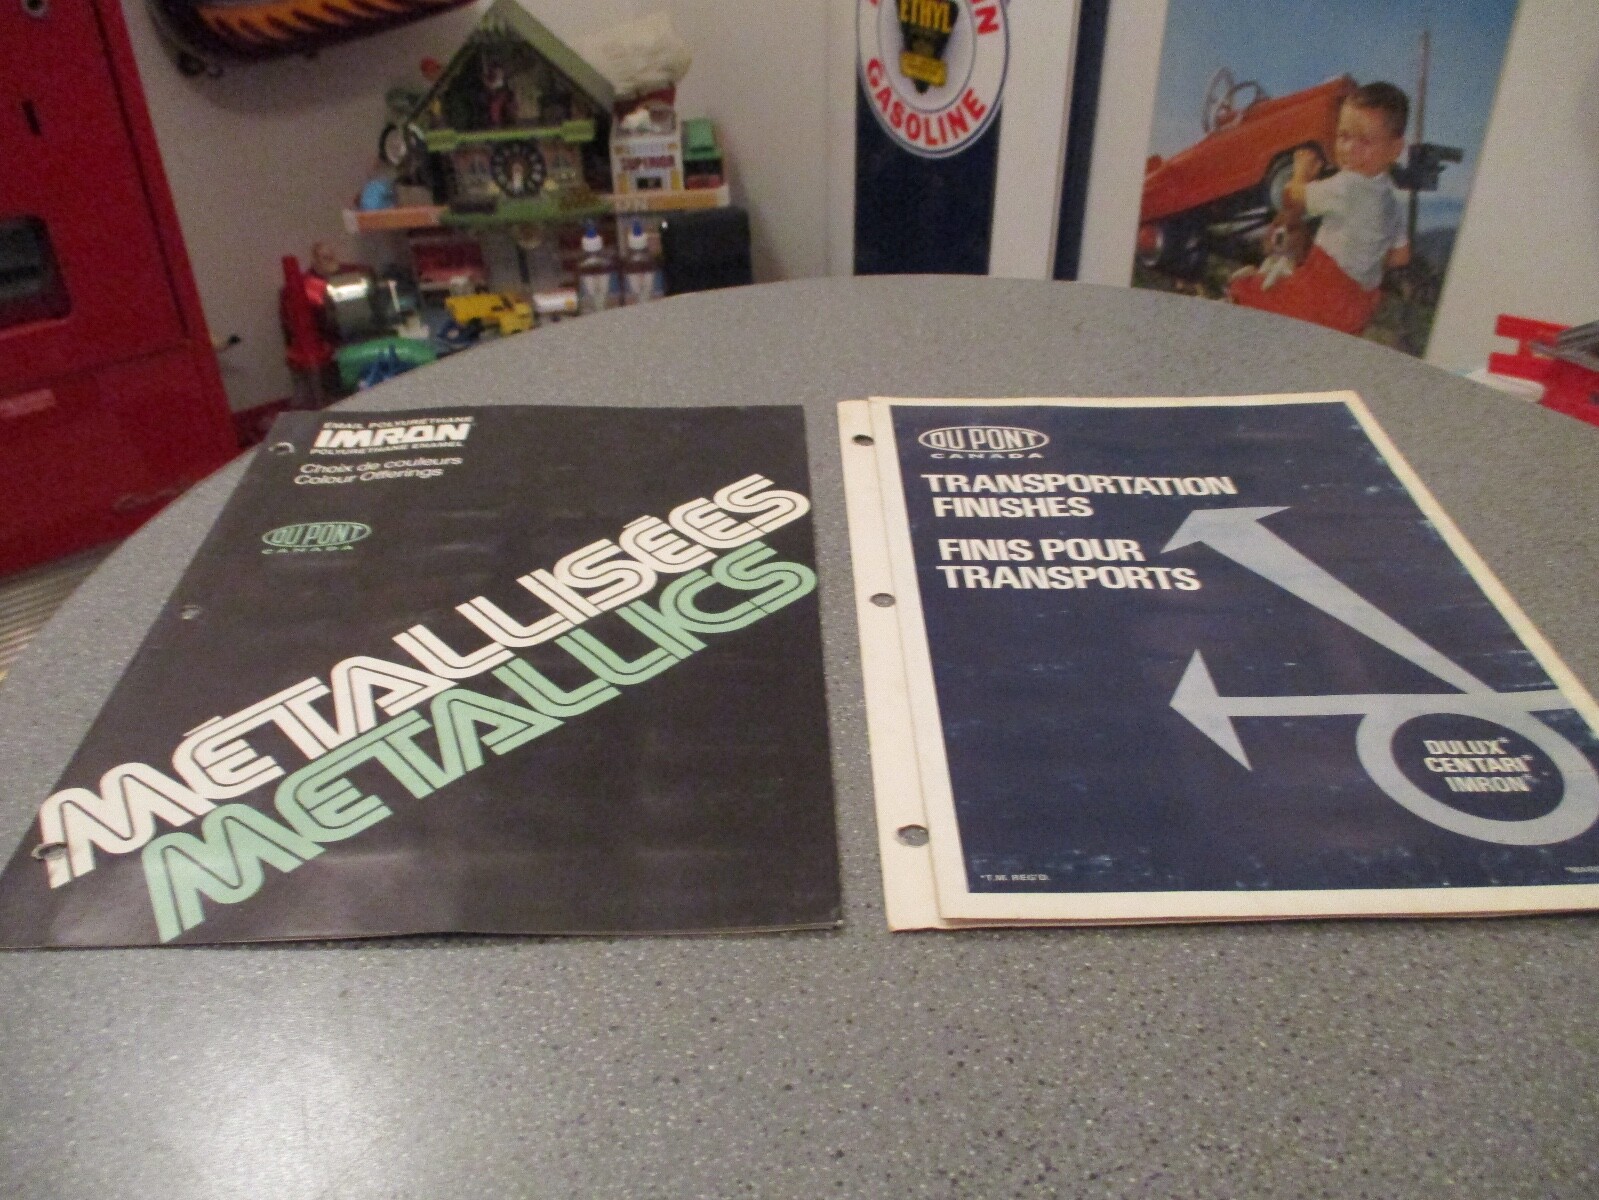 ETHYL
GASOLINE
SUPERIOR
ÉMAIL POLYURÉTHANE
IMRON
POLYURETHANE ENAMEL
Choix de couleurs
Colour Offerings
DU PONT
CANADA
MÉTALLISÉES
METALLICS
DU PONT
CANADA
TRANSPORTATION
FINISHES
FINIS POUR
TRANSPORTS
DULUX*
CENTARI*
IMRON*
*T.M. REG'D.